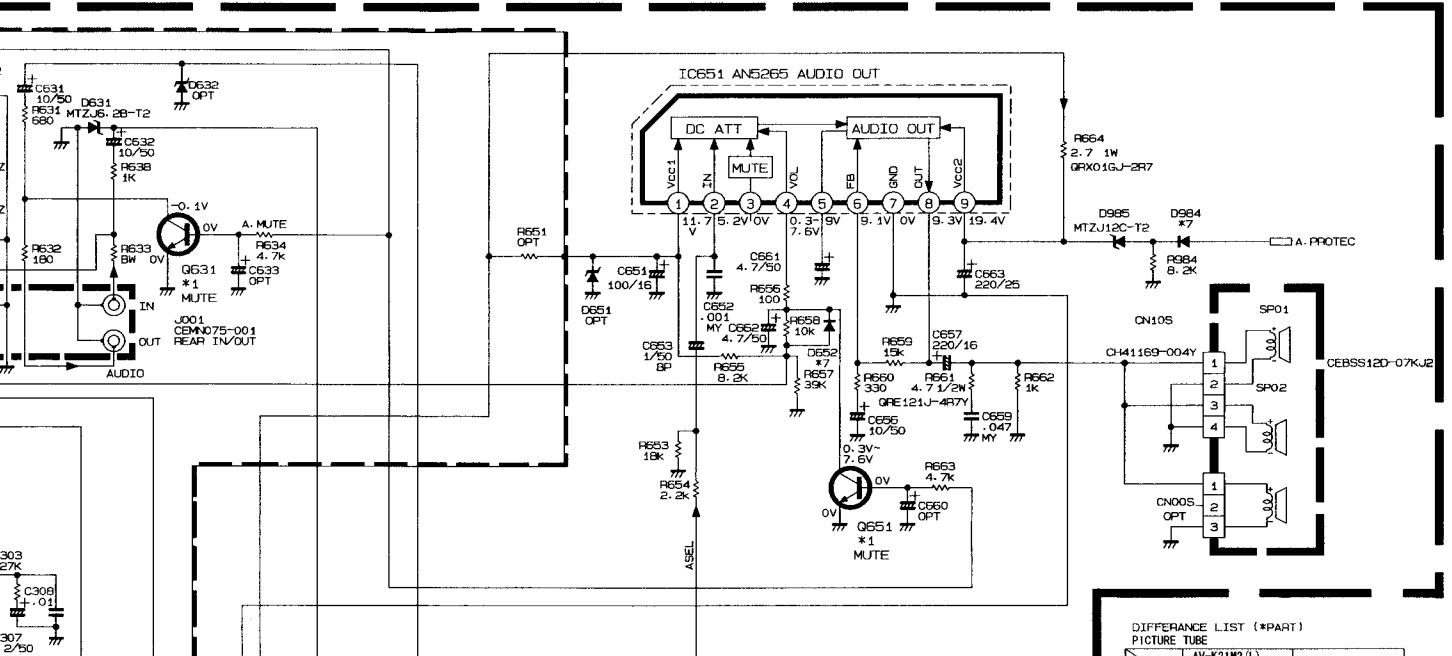 C631
10/50
R631
680
D631
MTZJ6.2B-T2
D632
OPT
C632
10/50
R638
1K
-0.1V
0V
A.MUTE
R634
4.7k
0V
R632
180
R633
BW
Q631
*1
MUTE
C633
OPT
IN
J001
CEMN075-001
REAR IN/OUT
OUT
AUDIO
303
27K
C308
.01
307
2/50
IC651 AN5265 AUDIO OUT
DC ATT
AUDIO OUT
MUTE
Vcc1
IN
VOL
FB
GND
OUT
Vcc2
1
2
3
4
5
6
7
8
9
11.7
V
5.2V
0V
0.3-
7.6V
9V
9.1V
0V
9.3V
19.4V
R651
OPT
D651
OPT
C651
100/16
C652
.001
MY
C661
4.7/50
R656
100
C662
4.7/50
R658
10k
D652
*7
C653
1/50
BP
R655
8.2K
R657
39K
R659
15k
C657
220/16
R660
330
R661
4.7 1/2W
QRE121J-4R7Y
C656
10/50
C659
.047
MY
R662
1K
C663
220/25
R653
18K
R654
2.2k
ASEL
0.3V~
7.6V
0V
R663
4.7k
0V
C660
OPT
Q651
*1
MUTE
R664
2.7 1W
QRX01GJ-2R7
D985
MTZJ12C-T2
D984
*7
A.PROTEC
R984
8.2K
CN10S
CH41169-004Y
1
2
3
4
SP01
SP02
CEBSS12D-07KJ2
CN00S
OPT
1
2
3
DIFFERANCE LIST (*PART)
PICTURE TUBE
AV-K21M2(L)